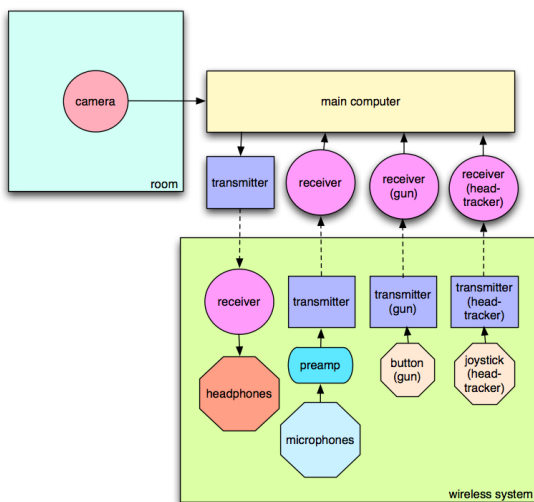 camera
room
main computer
transmitter
receiver
receiver
(gun)
receiver
(head-
tracker)
receiver
transmitter
transmitter
(gun)
transmitter
(head-
tracker)
headphones
preamp
button
(gun)
joystick
(head-
tracker)
microphones
wireless system